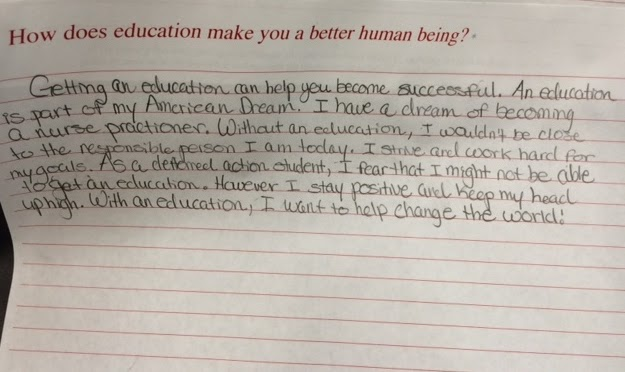 How does education make you a better human being?
Getting an education can help you become successful. An education
is part of my American Dream. I have a dream of becoming
a nurse practioner. Without an education, I wouldn't be close
to the responsible person I am today. I strive and work hard for
my goals. As a deferred action student, I fear that I might not be able
to get an education. However I stay positive and keep my head
up high. With an education, I want to help change the world!